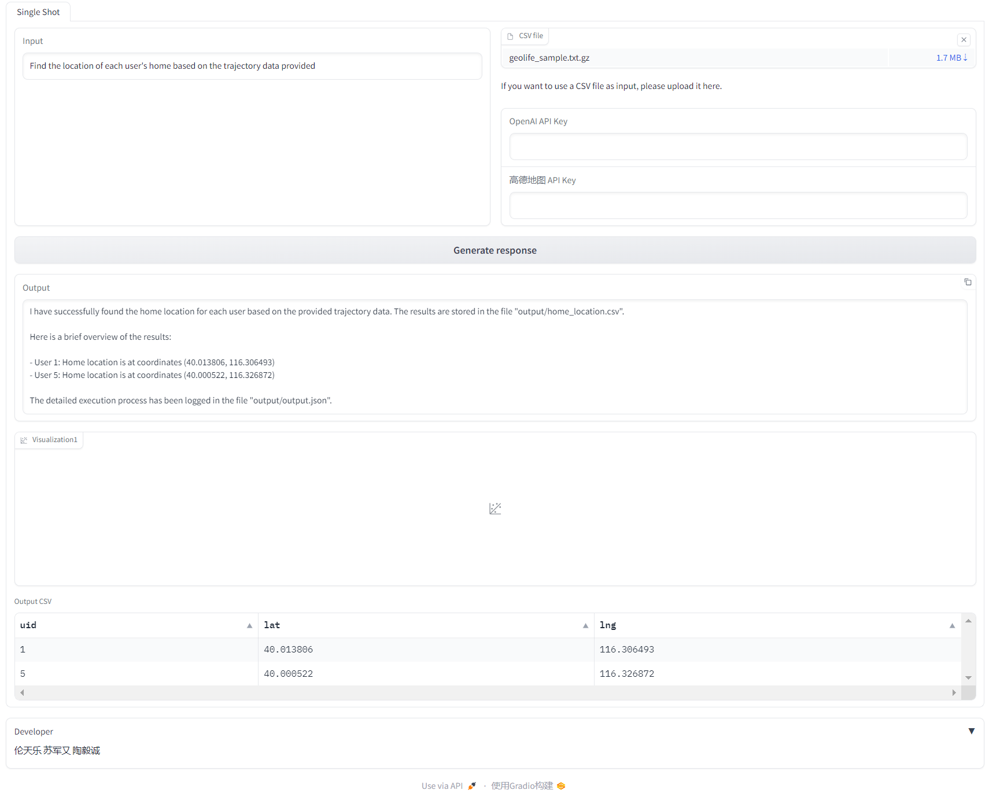 Single Shot
Input
Find the location of each user's home based on the trajectory data provided
CSV file
geolife_sample.txt.gz
1.7 MB ⇣
If you want to use a CSV file as input, please upload it here.
OpenAI API Key
高德地图 API Key
Generate response
Output
I have successfully found the home location for each user based on the provided trajectory data. The results are stored in the file "output/home_location.csv".
Here is a brief overview of the results:
- User 1: Home location is at coordinates (40.013806, 116.306493)
- User 5: Home location is at coordinates (40.000522, 116.326872)
The detailed execution process has been logged in the file "output/output.json".
Visualization1
Output CSV
uid lat lng
1 40.013806 116.306493
5 40.000522 116.326872
Developer
伦天乐 苏军又 陶毅诚
Use via API · 使用Gradio构建